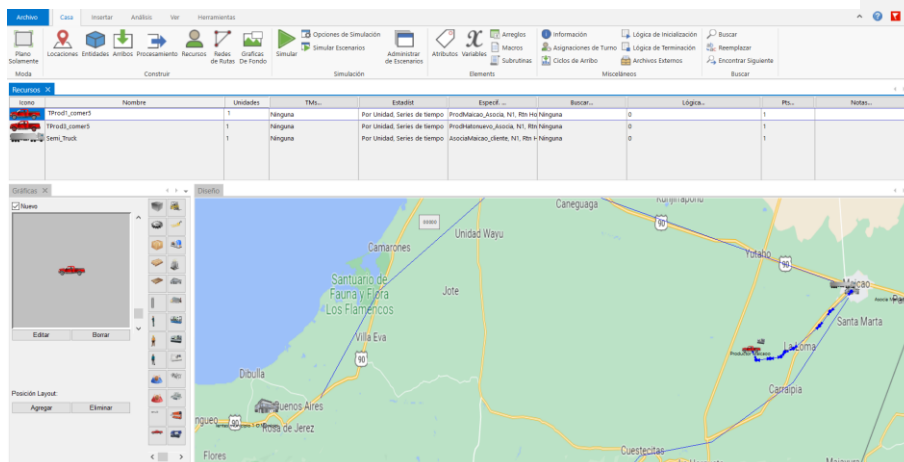 Archivo Casa Insertar Análisis Ver Herramientas
Plano Solamente
Locaciones Entidades Arribos Procesamiento Recursos Redes de Rutas Graficas De Fondo
Simular
Opciones de Simulación
Simular Escenarios
Administrar de Escenarios
Atributos Variables
Arreglos
Macros
Subrutinas
Información
Asignaciones de Turno
Ciclos de Arribo
Lógica de Inicialización
Lógica de Terminación
Archivos Externos
Buscar
Reemplazar
Encontrar Siguiente
Moda Construir Simulación Elements Misceláneos Buscar
Recursos
Icono Nombre Unidades TMs... Estadist Especif. ... Buscar... Lógica... Pts... Notas...
TProd1_comer5 1 Ninguna Por Unidad, Series de tiempo ProdMaicao_Asocia, N1, Rtn Ho Ninguna 0 1
TProd3_comer5 1 Ninguna Por Unidad, Series de tiempo ProdHatonuevo_Asocia, N1, Rtn Ninguna 0 1
Semi_Truck 1 Ninguna Por Unidad, Series de tiempo AsociaMaicao_cliente, N1, Rtn H Ninguna 0 1
Gráficas
Diseño
Nuevo
Editar Borrar
Posición Layout:
Agregar Eliminar
Caneguaga
90
Unidad Wayu
Camarones
Yutaho
90
Santuario de
Fauna y Flora
Los Flamencos
Jote
Maicao
Santa Marta
Villa Eva
La Loma
90
Dibulla
Carraipia
Buenos Aires
90
Rosa de Jerez
Cuestecitas
Flores